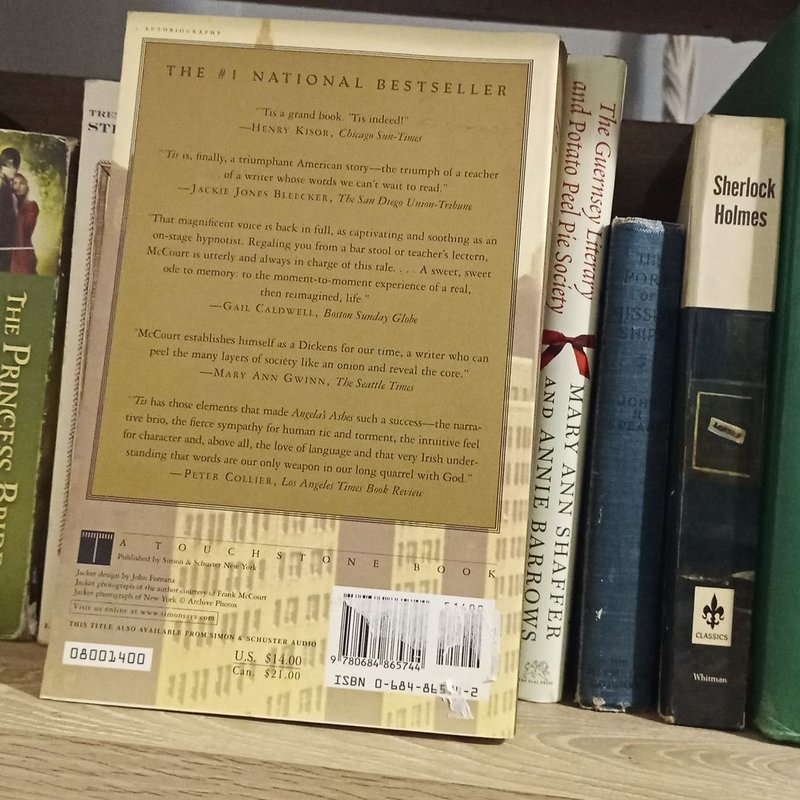 AUTOBIOGRAPHY
THE #1 NATIONAL BESTSELLER
"'Tis a grand book. 'Tis indeed!"
—HENRY KISOR, Chicago Sun-Times
"'Tis is, finally, a triumphant American story—the triumph of a teacher
. . . of a writer whose words we can't wait to read."
—JACKIE JONES BLEECKER, The San Diego Union-Tribune
"That magnificent voice is back in full, as captivating and soothing as an
on-stage hypnotist. Regaling you from a bar stool or teacher's lectern,
McCourt is utterly and always in charge of this tale. . . . A sweet, sweet
ode to memory: to the moment-to-moment experience of a real,
then reimagined, life."
—GAIL CALDWELL, Boston Sunday Globe
"McCourt establishes himself as a Dickens for our time, a writer who can
peel the many layers of society like an onion and reveal the core."
—MARY ANN GWINN, The Seattle Times
"'Tis has those elements that made Angela's Ashes such a success—the narra-
tive brio, the fierce sympathy for human tic and torment, the intuitive feel
for character and, above all, the love of language and that very Irish under-
standing that words are our only weapon in our long quarrel with God."
—PETER COLLIER, Los Angeles Times Book Review
A TOUCHSTONE BOOK
Published by Simon & Schuster New York
Jacket design by John Fontana
Jacket photograph of the author courtesy of Frank McCourt
Jacket photograph of New York © Archive Photos
Visit us online at www.simonsays.com
THIS TITLE ALSO AVAILABLE FROM SIMON & SCHUSTER AUDIO
08001400
U.S. $14.00
Can. $21.00
9 780684 865744
ISBN 0-684-86 -2
THE PRINCESS BRIDE
The Guernsey Literary
and Potato Peel Pie Society
MARY ANN SHAFFER
AND ANNIE BARROWS
THE DIAL PRESS
Sherlock
Holmes
CLASSICS
Whitman